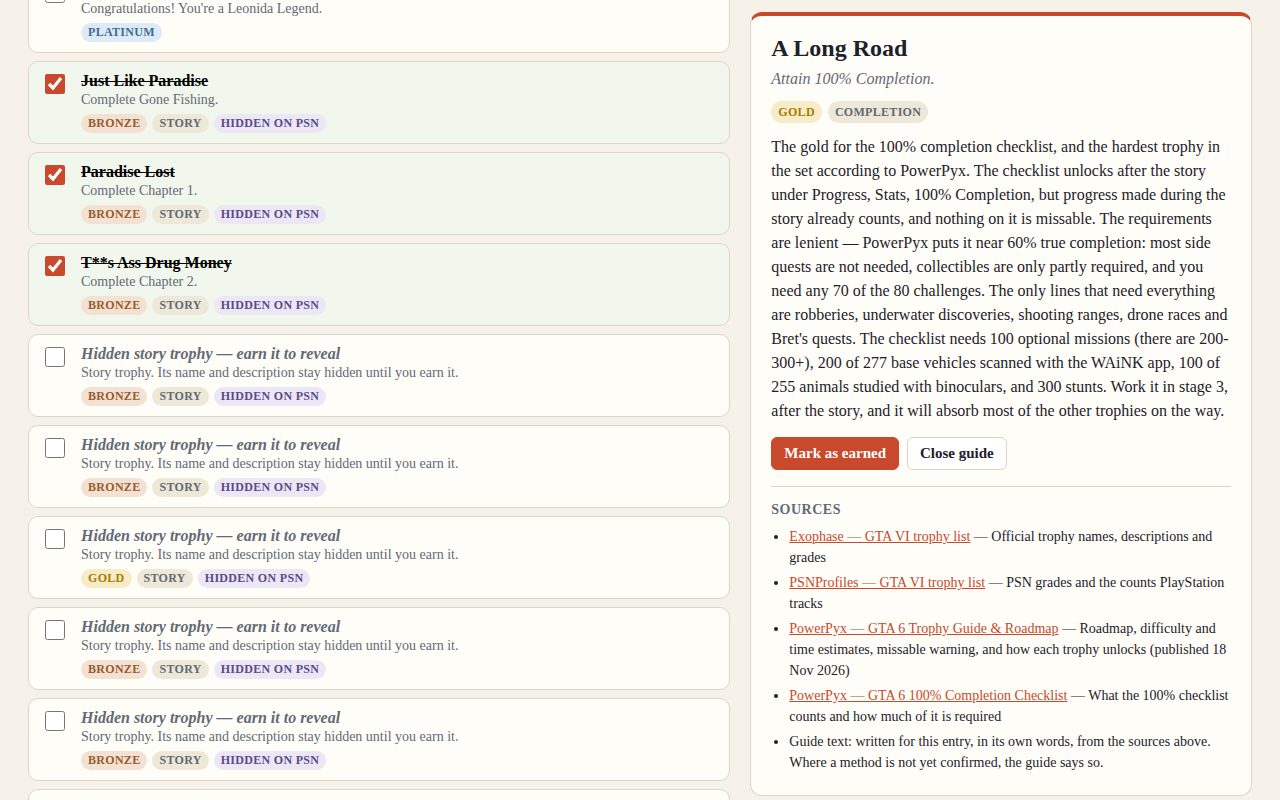 Congratulations! You're a Leonida Legend.
PLATINUM
Just Like Paradise
Complete Gone Fishing.
BRONZE STORY HIDDEN ON PSN
Paradise Lost
Complete Chapter 1.
BRONZE STORY HIDDEN ON PSN
T**s Ass Drug Money
Complete Chapter 2.
BRONZE STORY HIDDEN ON PSN
Hidden story trophy — earn it to reveal
Story trophy. Its name and description stay hidden until you earn it.
BRONZE STORY HIDDEN ON PSN
Hidden story trophy — earn it to reveal
Story trophy. Its name and description stay hidden until you earn it.
BRONZE STORY HIDDEN ON PSN
Hidden story trophy — earn it to reveal
Story trophy. Its name and description stay hidden until you earn it.
GOLD STORY HIDDEN ON PSN
Hidden story trophy — earn it to reveal
Story trophy. Its name and description stay hidden until you earn it.
BRONZE STORY HIDDEN ON PSN
Hidden story trophy — earn it to reveal
Story trophy. Its name and description stay hidden until you earn it.
BRONZE STORY HIDDEN ON PSN
A Long Road
Attain 100% Completion.
GOLD COMPLETION
The gold for the 100% completion checklist, and the hardest trophy in
the set according to PowerPyx. The checklist unlocks after the story
under Progress, Stats, 100% Completion, but progress made during the
story already counts, and nothing on it is missable. The requirements
are lenient — PowerPyx puts it near 60% true completion: most side
quests are not needed, collectibles are only partly required, and you
need any 70 of the 80 challenges. The only lines that need everything
are robberies, underwater discoveries, shooting ranges, drone races and
Bret's quests. The checklist needs 100 optional missions (there are 200-
300+), 200 of 277 base vehicles scanned with the WAiNK app, 100 of
255 animals studied with binoculars, and 300 stunts. Work it in stage 3,
after the story, and it will absorb most of the other trophies on the way.
Mark as earned Close guide
SOURCES
Exophase — GTA VI trophy list — Official trophy names, descriptions and
grades
PSNProfiles — GTA VI trophy list — PSN grades and the counts PlayStation
tracks
PowerPyx — GTA 6 Trophy Guide & Roadmap — Roadmap, difficulty and
time estimates, missable warning, and how each trophy unlocks (published 18
Nov 2026)
PowerPyx — GTA 6 100% Completion Checklist — What the 100% checklist
counts and how much of it is required
Guide text: written for this entry, in its own words, from the sources above.
Where a method is not yet confirmed, the guide says so.